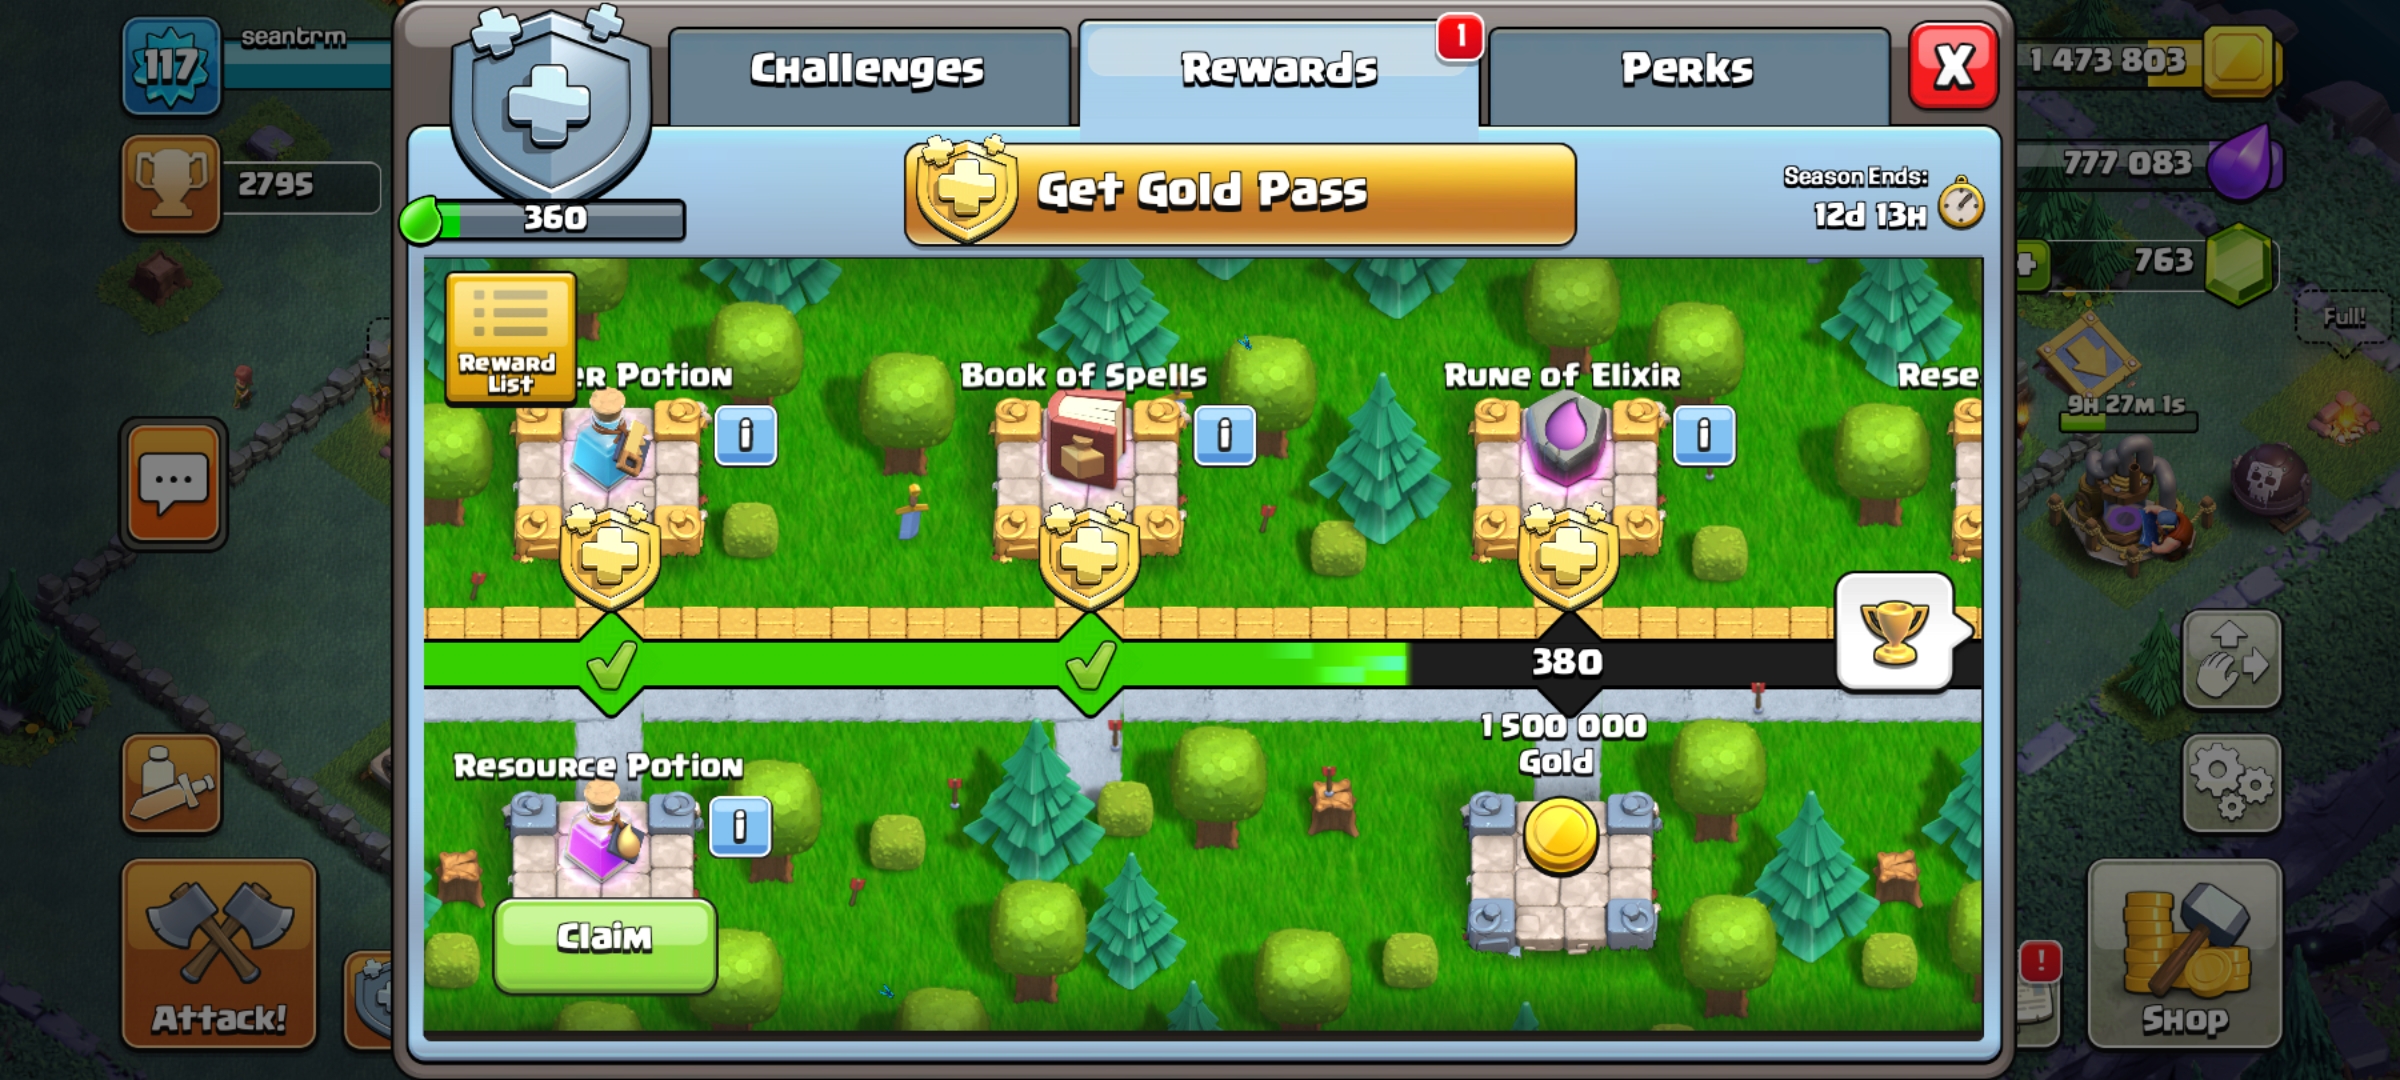 117
seantrm
Challenges
Rewards
1
Perks
X
1 473 803
2795
360
Get Gold Pass
Season Ends:
12d 13H
777 083
763
Full!
Reward
List
er Potion
Book of Spells
Rune of Elixir
Rese
i
i
i
9H 27M 1s
380
1 500 000
Gold
Resource Potion
i
Claim
Attack!
!
Shop